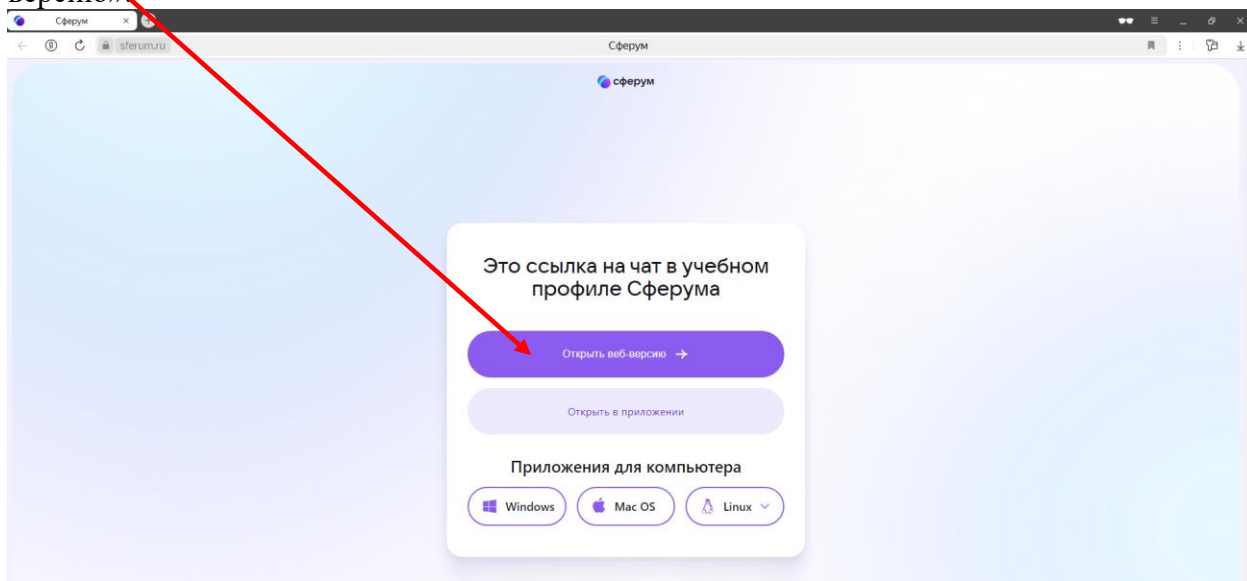 версию».
Сферум
sferum.ru Сферум
сферум
Это ссылка на чат в учебном
профиле Сферума
Открыть веб-версию →
Открыть в приложении
Приложения для компьютера
Windows Mac OS Linux